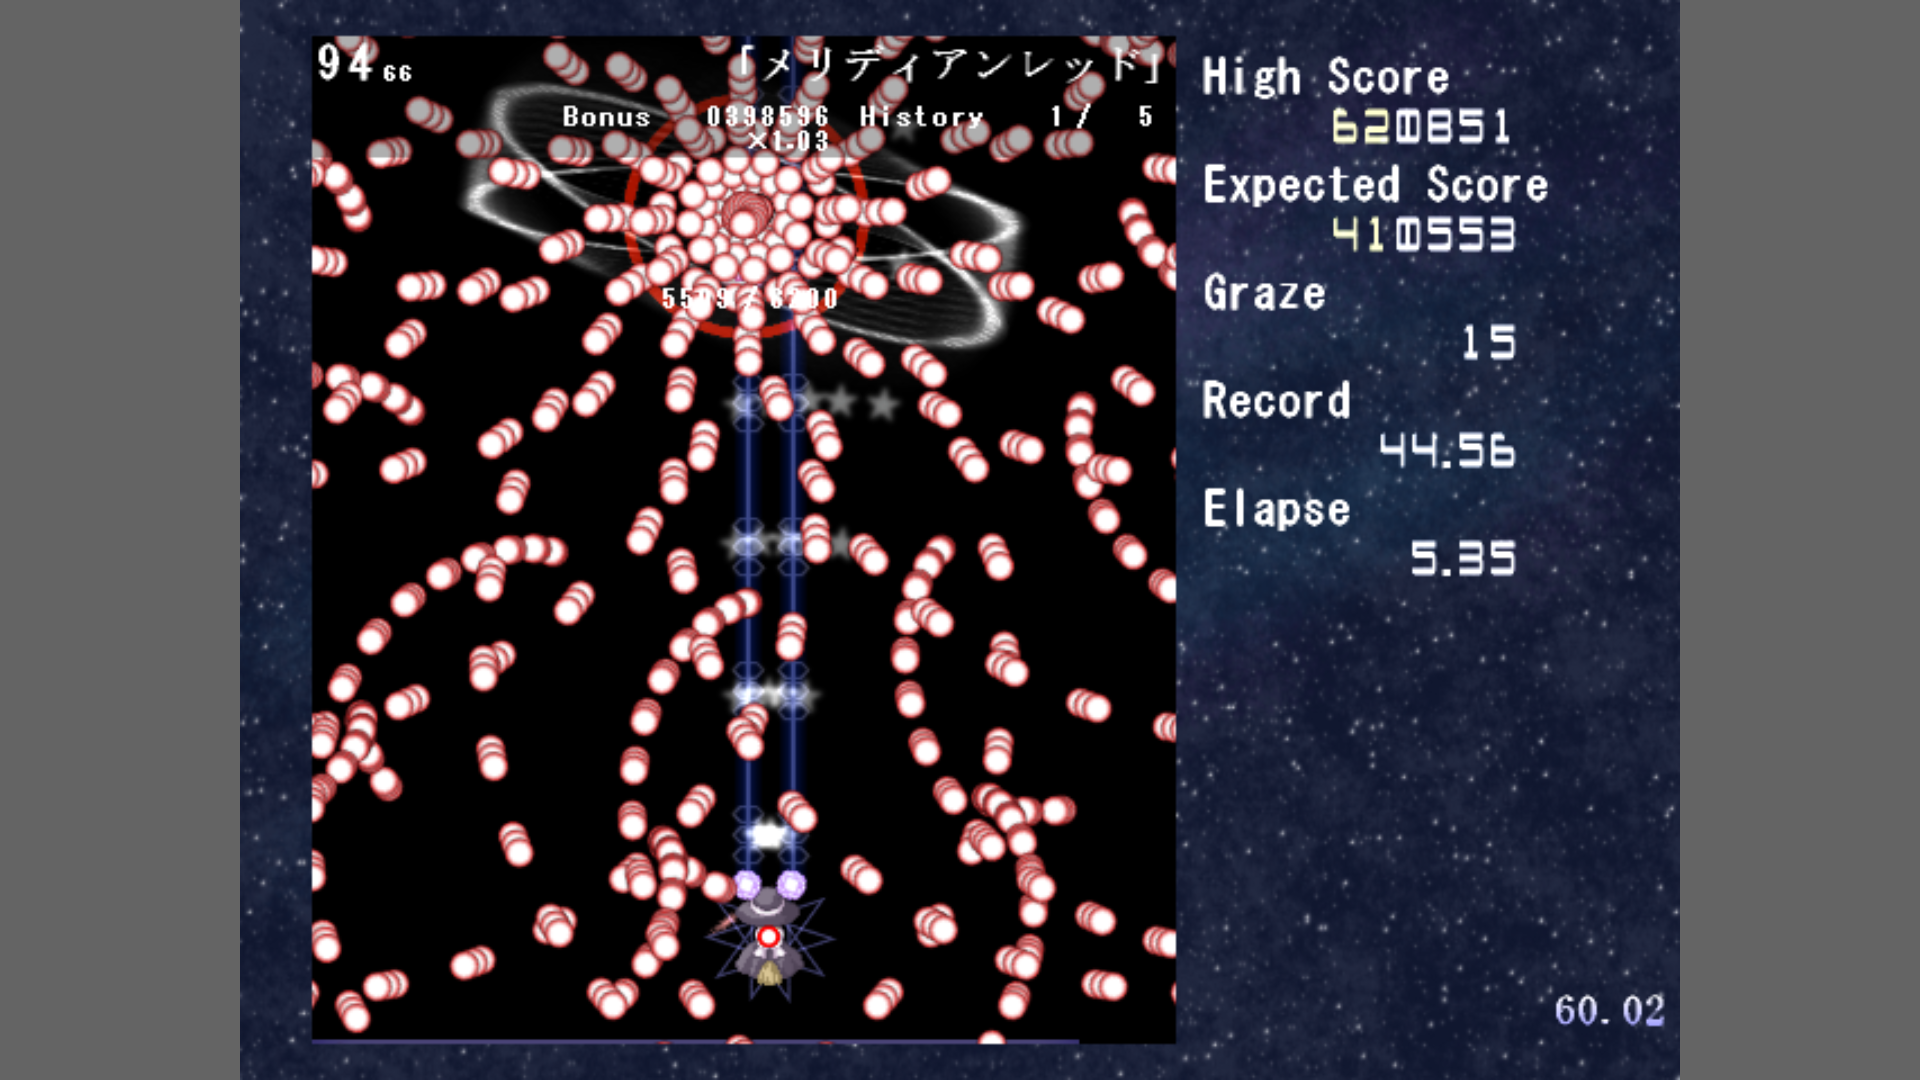 94 66
「メリディアンレッド」
Bonus 0398596 History 1/ 5
×1.03
High Score
620851
Expected Score
410553
Graze
15
Record
44.56
Elapse
5.35
60.02